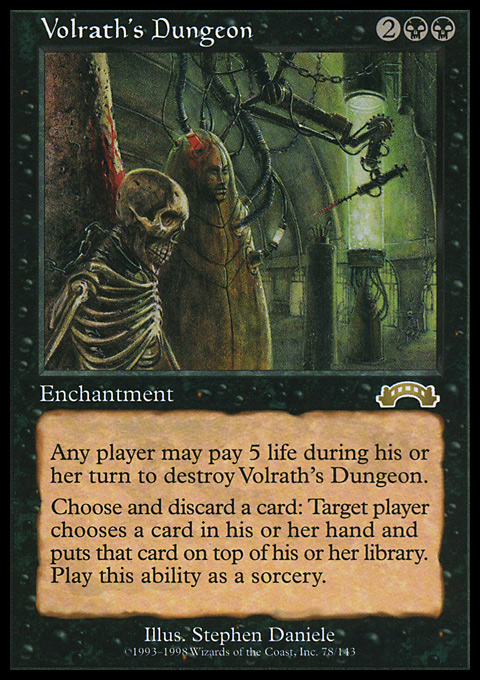 Volrath's Dungeon 2
Enchantment
Any player may pay 5 life during his or
her turn to destroy Volrath's Dungeon.
Choose and discard a card: Target player
chooses a card in his or her hand and
puts that card on top of his or her library.
Play this ability as a sorcery.
Illus. Stephen Daniele
©1993-1998 Wizards of the Coast, Inc. 78/143